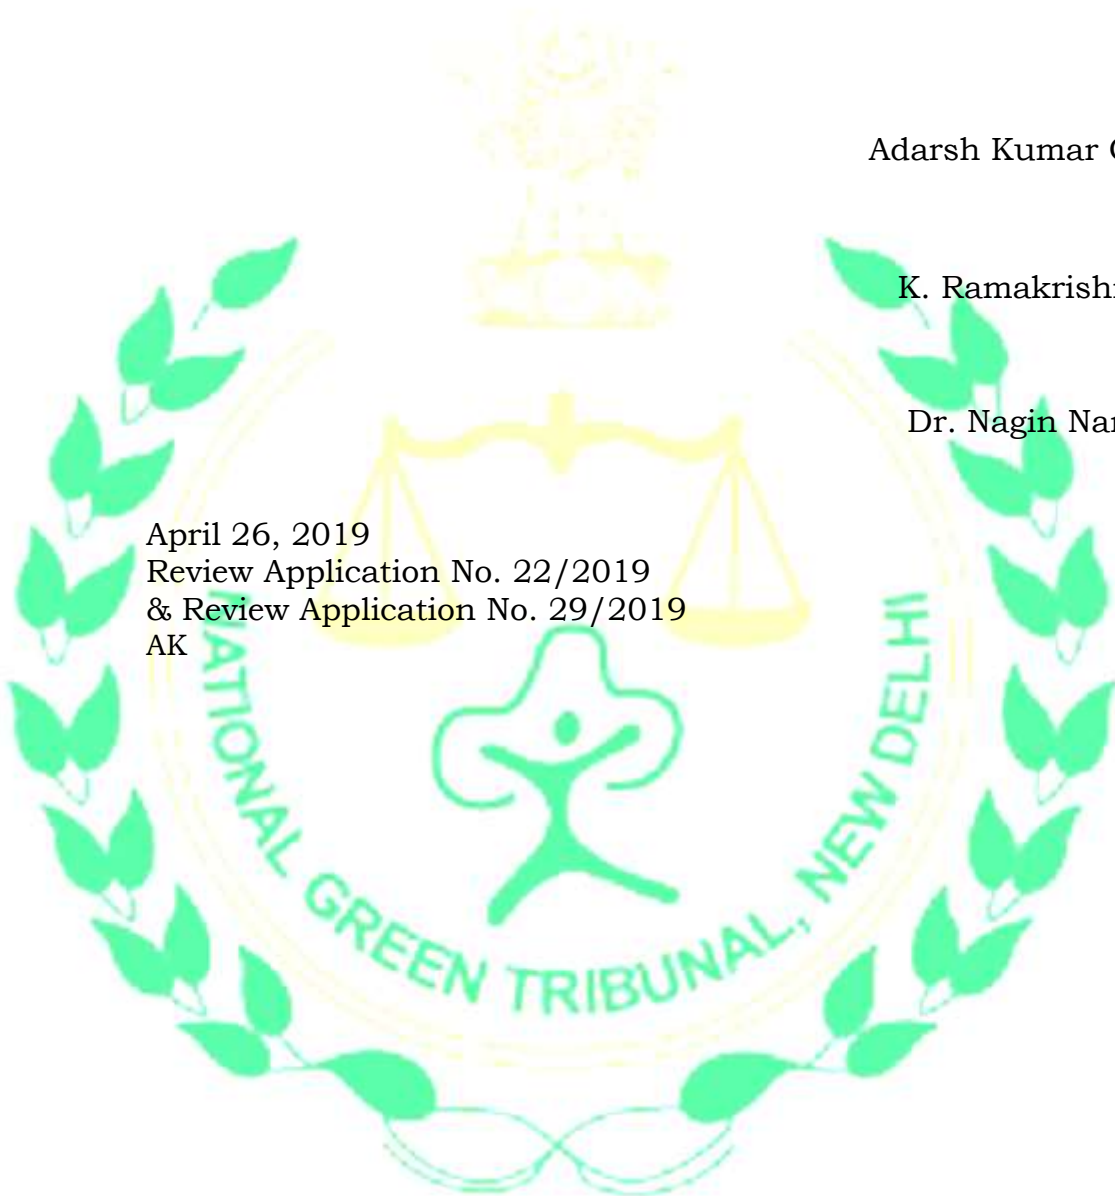 Adarsh Kumar
K. Ramakrish
Dr. Nagin
April 26, 2019
Review Application No. 22/2019
& Review Application No. 29/2019
AK
NATIONAL GREEN TRIBUNAL, NEW DELHI